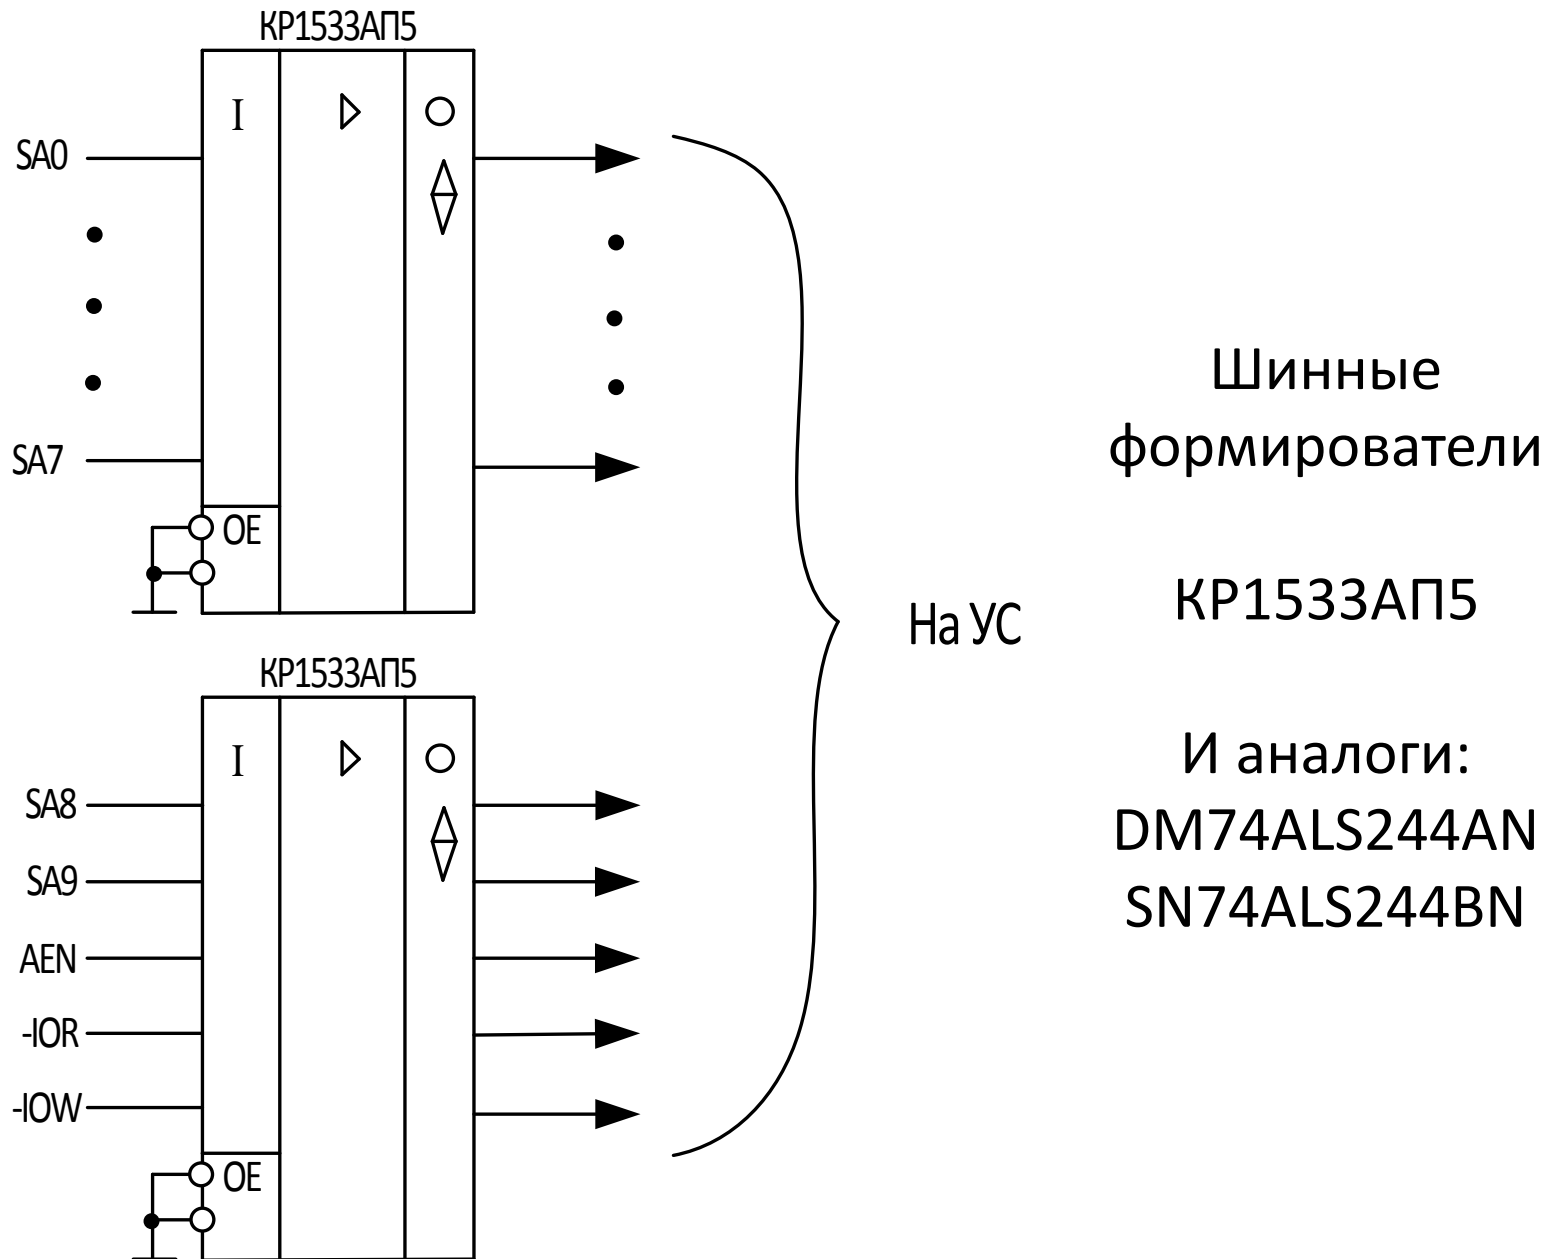 КР1533АП5
I
SA0
SA7
OE
КР1533АП5
I
SA8
SA9
AEN
-IOR
-IOW
OE
На УС
Шинные
формирователи
КР1533АП5
И аналоги:
DM74ALS244AN
SN74ALS244BN